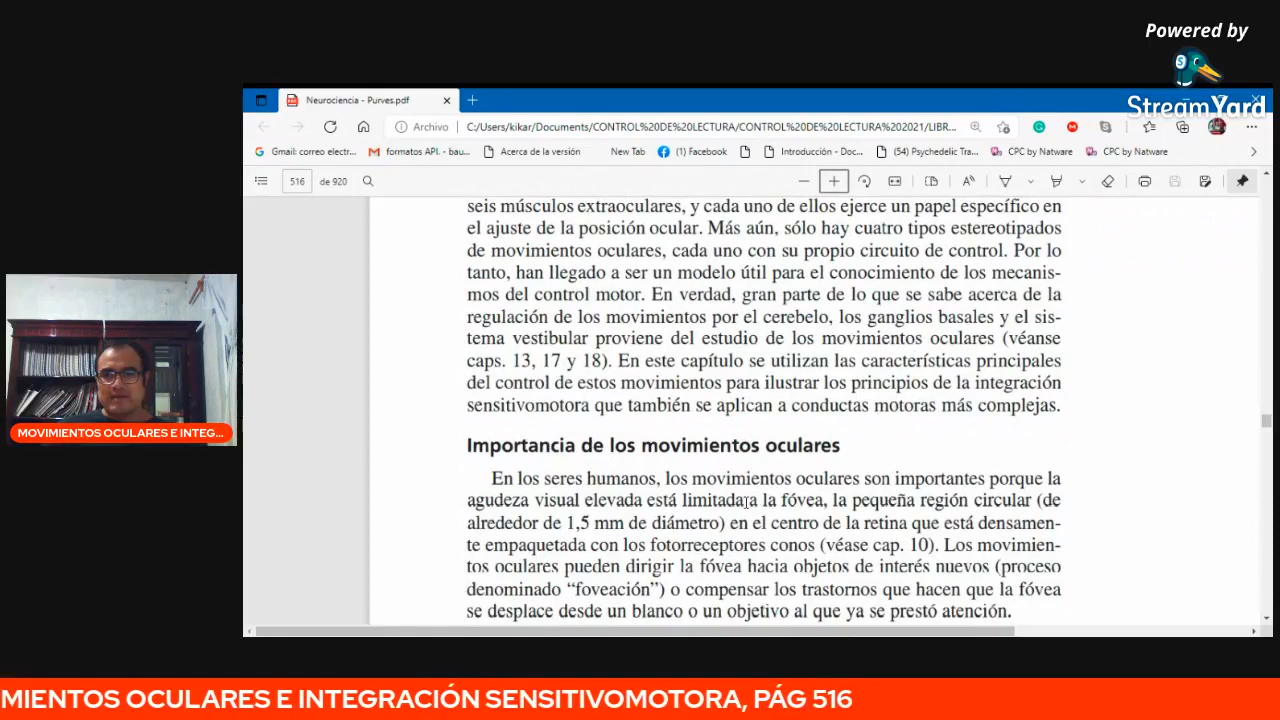 Powered by
StreamYard
Neurociencia - Purves.pdf
Archivo
C:/Users/kikar/Documents/CONTROL%20DE%20LECTURA/CONTROL%20DE%20LECTURA%202021/LIBR...
Gmail: correo electr...
formatos API. - bau...
Acerca de la versión
New Tab
(1) Facebook
Introducción - Doc...
(54) Psychedelic Tra...
CPC by Natware
CPC by Natware
516
de 920
seis músculos extraoculares, y cada uno de ellos ejerce un papel específico en
el ajuste de la posición ocular. Más aún, sólo hay cuatro tipos estereotipados
de movimientos oculares, cada uno con su propio circuito de control. Por lo
tanto, han llegado a ser un modelo útil para el conocimiento de los mecanis-
mos del control motor. En verdad, gran parte de lo que se sabe acerca de la
regulación de los movimientos por el cerebelo, los ganglios basales y el sis-
tema vestibular proviene del estudio de los movimientos oculares (véanse
caps. 13, 17 y 18). En este capítulo se utilizan las características principales
del control de estos movimientos para ilustrar los principios de la integración
sensitivomotora que también se aplican a conductas motoras más complejas.
Importancia de los movimientos oculares
En los seres humanos, los movimientos oculares son importantes porque la
agudeza visual elevada está limitada a la fóvea, la pequeña región circular (de
alrededor de 1,5 mm de diámetro) en el centro de la retina que está densamen-
te empaquetada con los fotorreceptores conos (véase cap. 10). Los movimien-
tos oculares pueden dirigir la fóvea hacia objetos de interés nuevos (proceso
denominado “foveación”) o compensar los trastornos que hacen que la fóvea
se desplace desde un blanco o un objetivo al que ya se prestó atención.
MOVIMIENTOS OCULARES E INTEG...
MIENTOS OCULARES E INTEGRACIÓN SENSITIVOMOTORA, PÁG 516